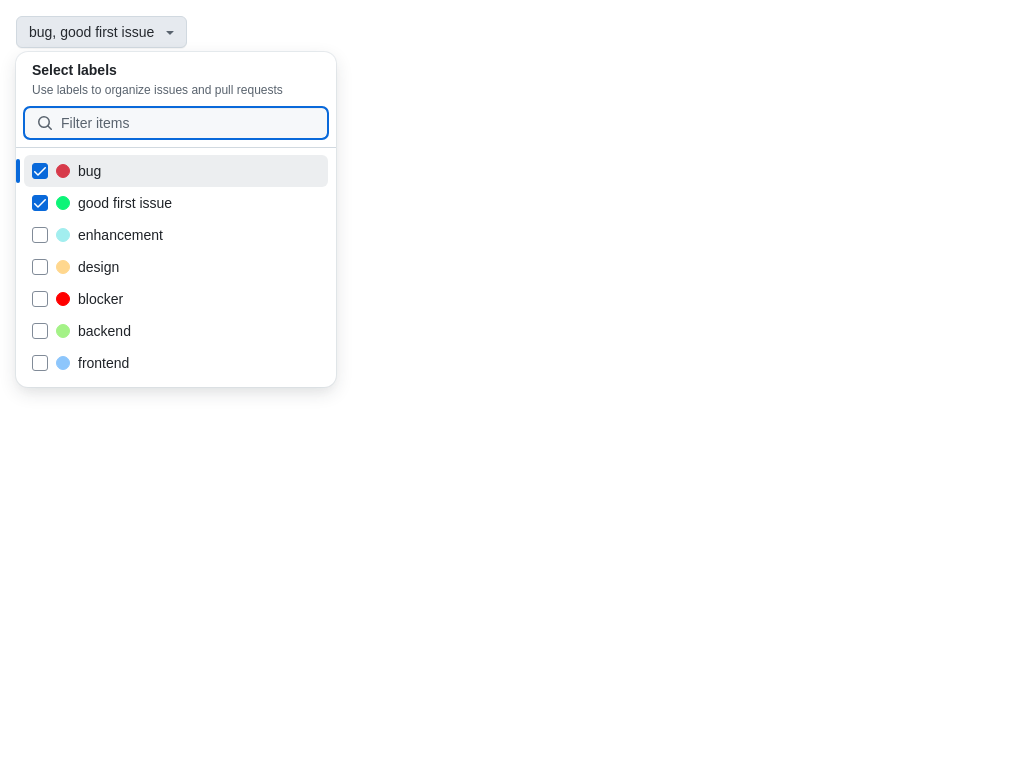 bug, good first issue
Select labels
Use labels to organize issues and pull requests
Filter items
bug
good first issue
enhancement
design
blocker
backend
frontend